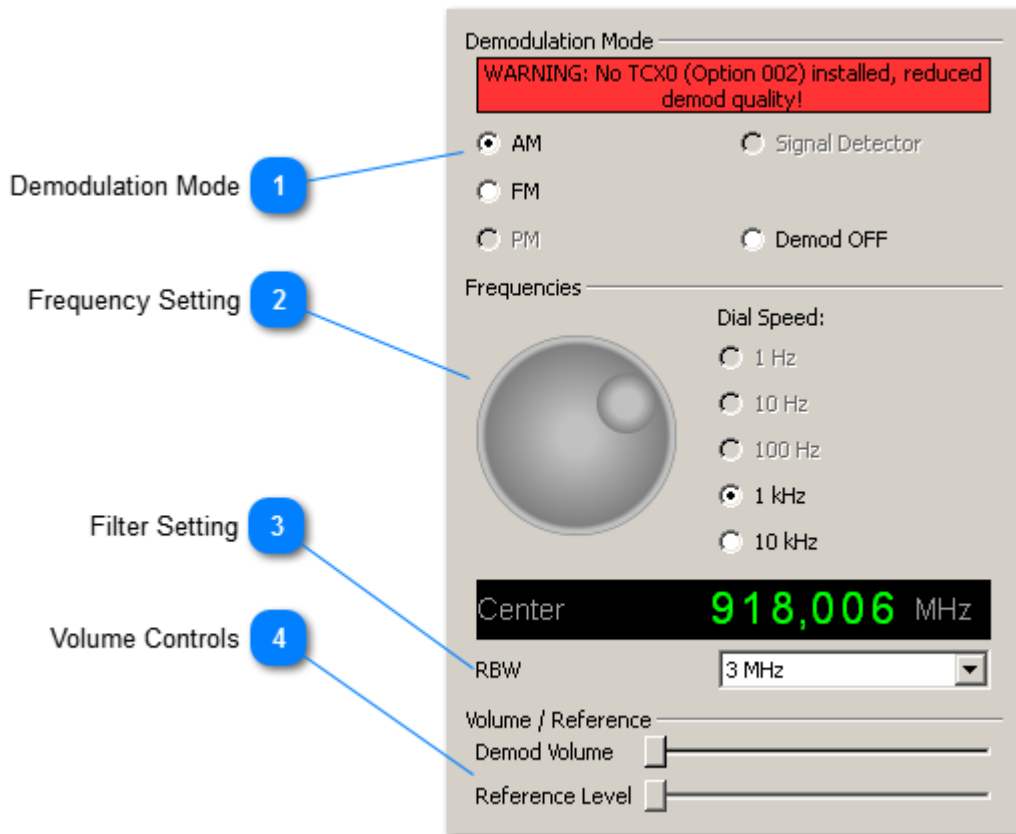 Demodulation Mode
WARNING: No TCX0 (Option 002) installed, reduced
demod quality!
AM
Signal Detector
Demodulation Mode 1
FM
PM
Demod OFF
Frequency Setting 2
Frequencies
Dial Speed:
1 Hz
10 Hz
100 Hz
1 kHz
Filter Setting 3
10 kHz
Center 918,006 MHz
Volume Controls 4
RBW 3 MHz
Volume / Reference
Demod Volume
Reference Level